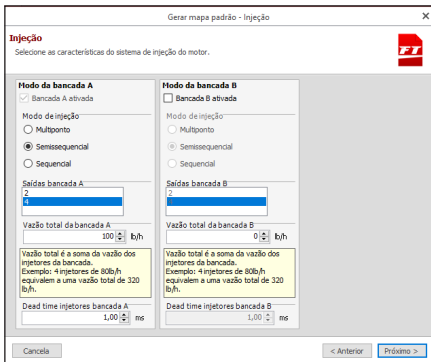 Gerar mapa padrão - Injeção
Injeção
Selecione as características do sistema de injeção do motor.
FT
Modo da bancada A
Bancada A ativada
Modo de injeção
Multiponto
Semissequencial
Sequencial
Saídas bancada A
2
4
Vazão total da bancada A
100 lb/h
Vazão total é a soma da vazão dos
injetores da bancada.
Exemplo: 4 injetores de 80lb/h
equivalem a uma vazão total de 320
lb/h.
Dead time injetores bancada A
1,00 ms
Modo da bancada B
Bancada B ativada
Modo de injeção
Multiponto
Semissequencial
Sequencial
Saídas bancada B
2
Vazão total da bancada B
0 lb/h
Vazão total é a soma da vazão dos
injetores da bancada.
Exemplo: 4 injetores de 80lb/h
equivalem a uma vazão total de 320
lb/h.
Dead time injetores bancada B
1,00 ms
Cancela
< Anterior
Próximo >